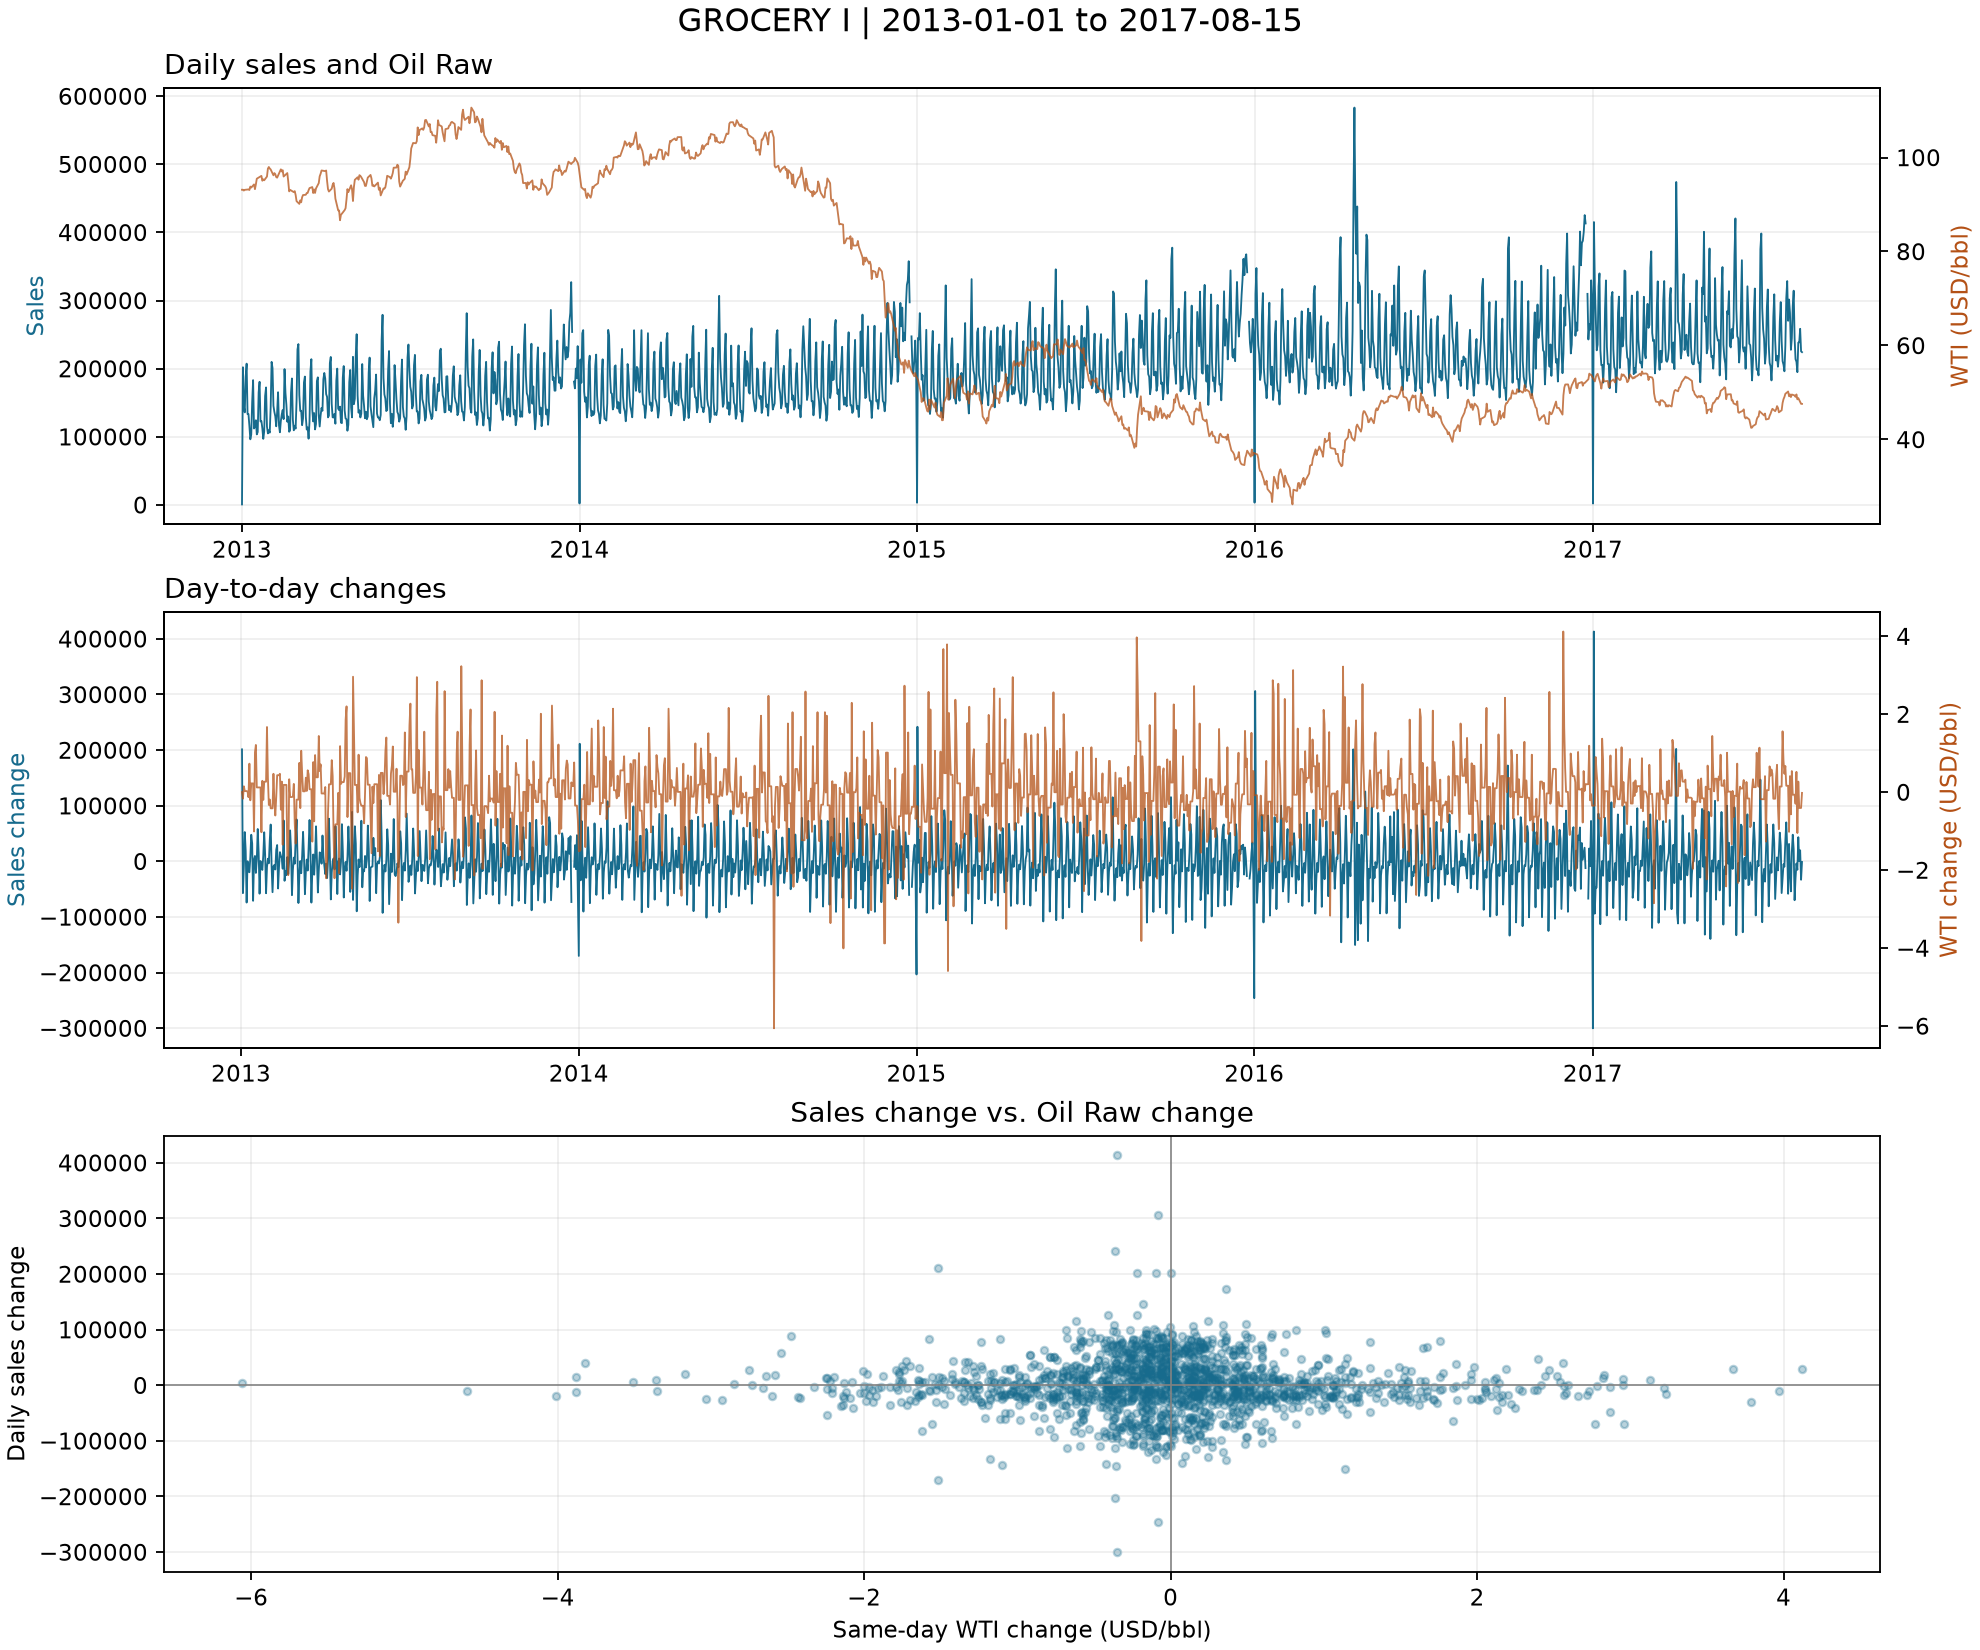 GROCERY I | 2013-01-01 to 2017-08-15
Daily sales and Oil Raw
600000
500000
400000
300000
200000
100000
0
Sales
100
80
60
40
WTI (USD/bbl)
2013 2014 2015 2016 2017
Day-to-day changes
400000
300000
200000
100000
0
−100000
−200000
−300000
Sales change
4
2
0
−2
−4
−6
WTI change (USD/bbl)
2013 2014 2015 2016 2017
Sales change vs. Oil Raw change
400000
300000
200000
100000
0
−100000
−200000
−300000
Daily sales change
−6 −4 −2 0 2 4
Same-day WTI change (USD/bbl)